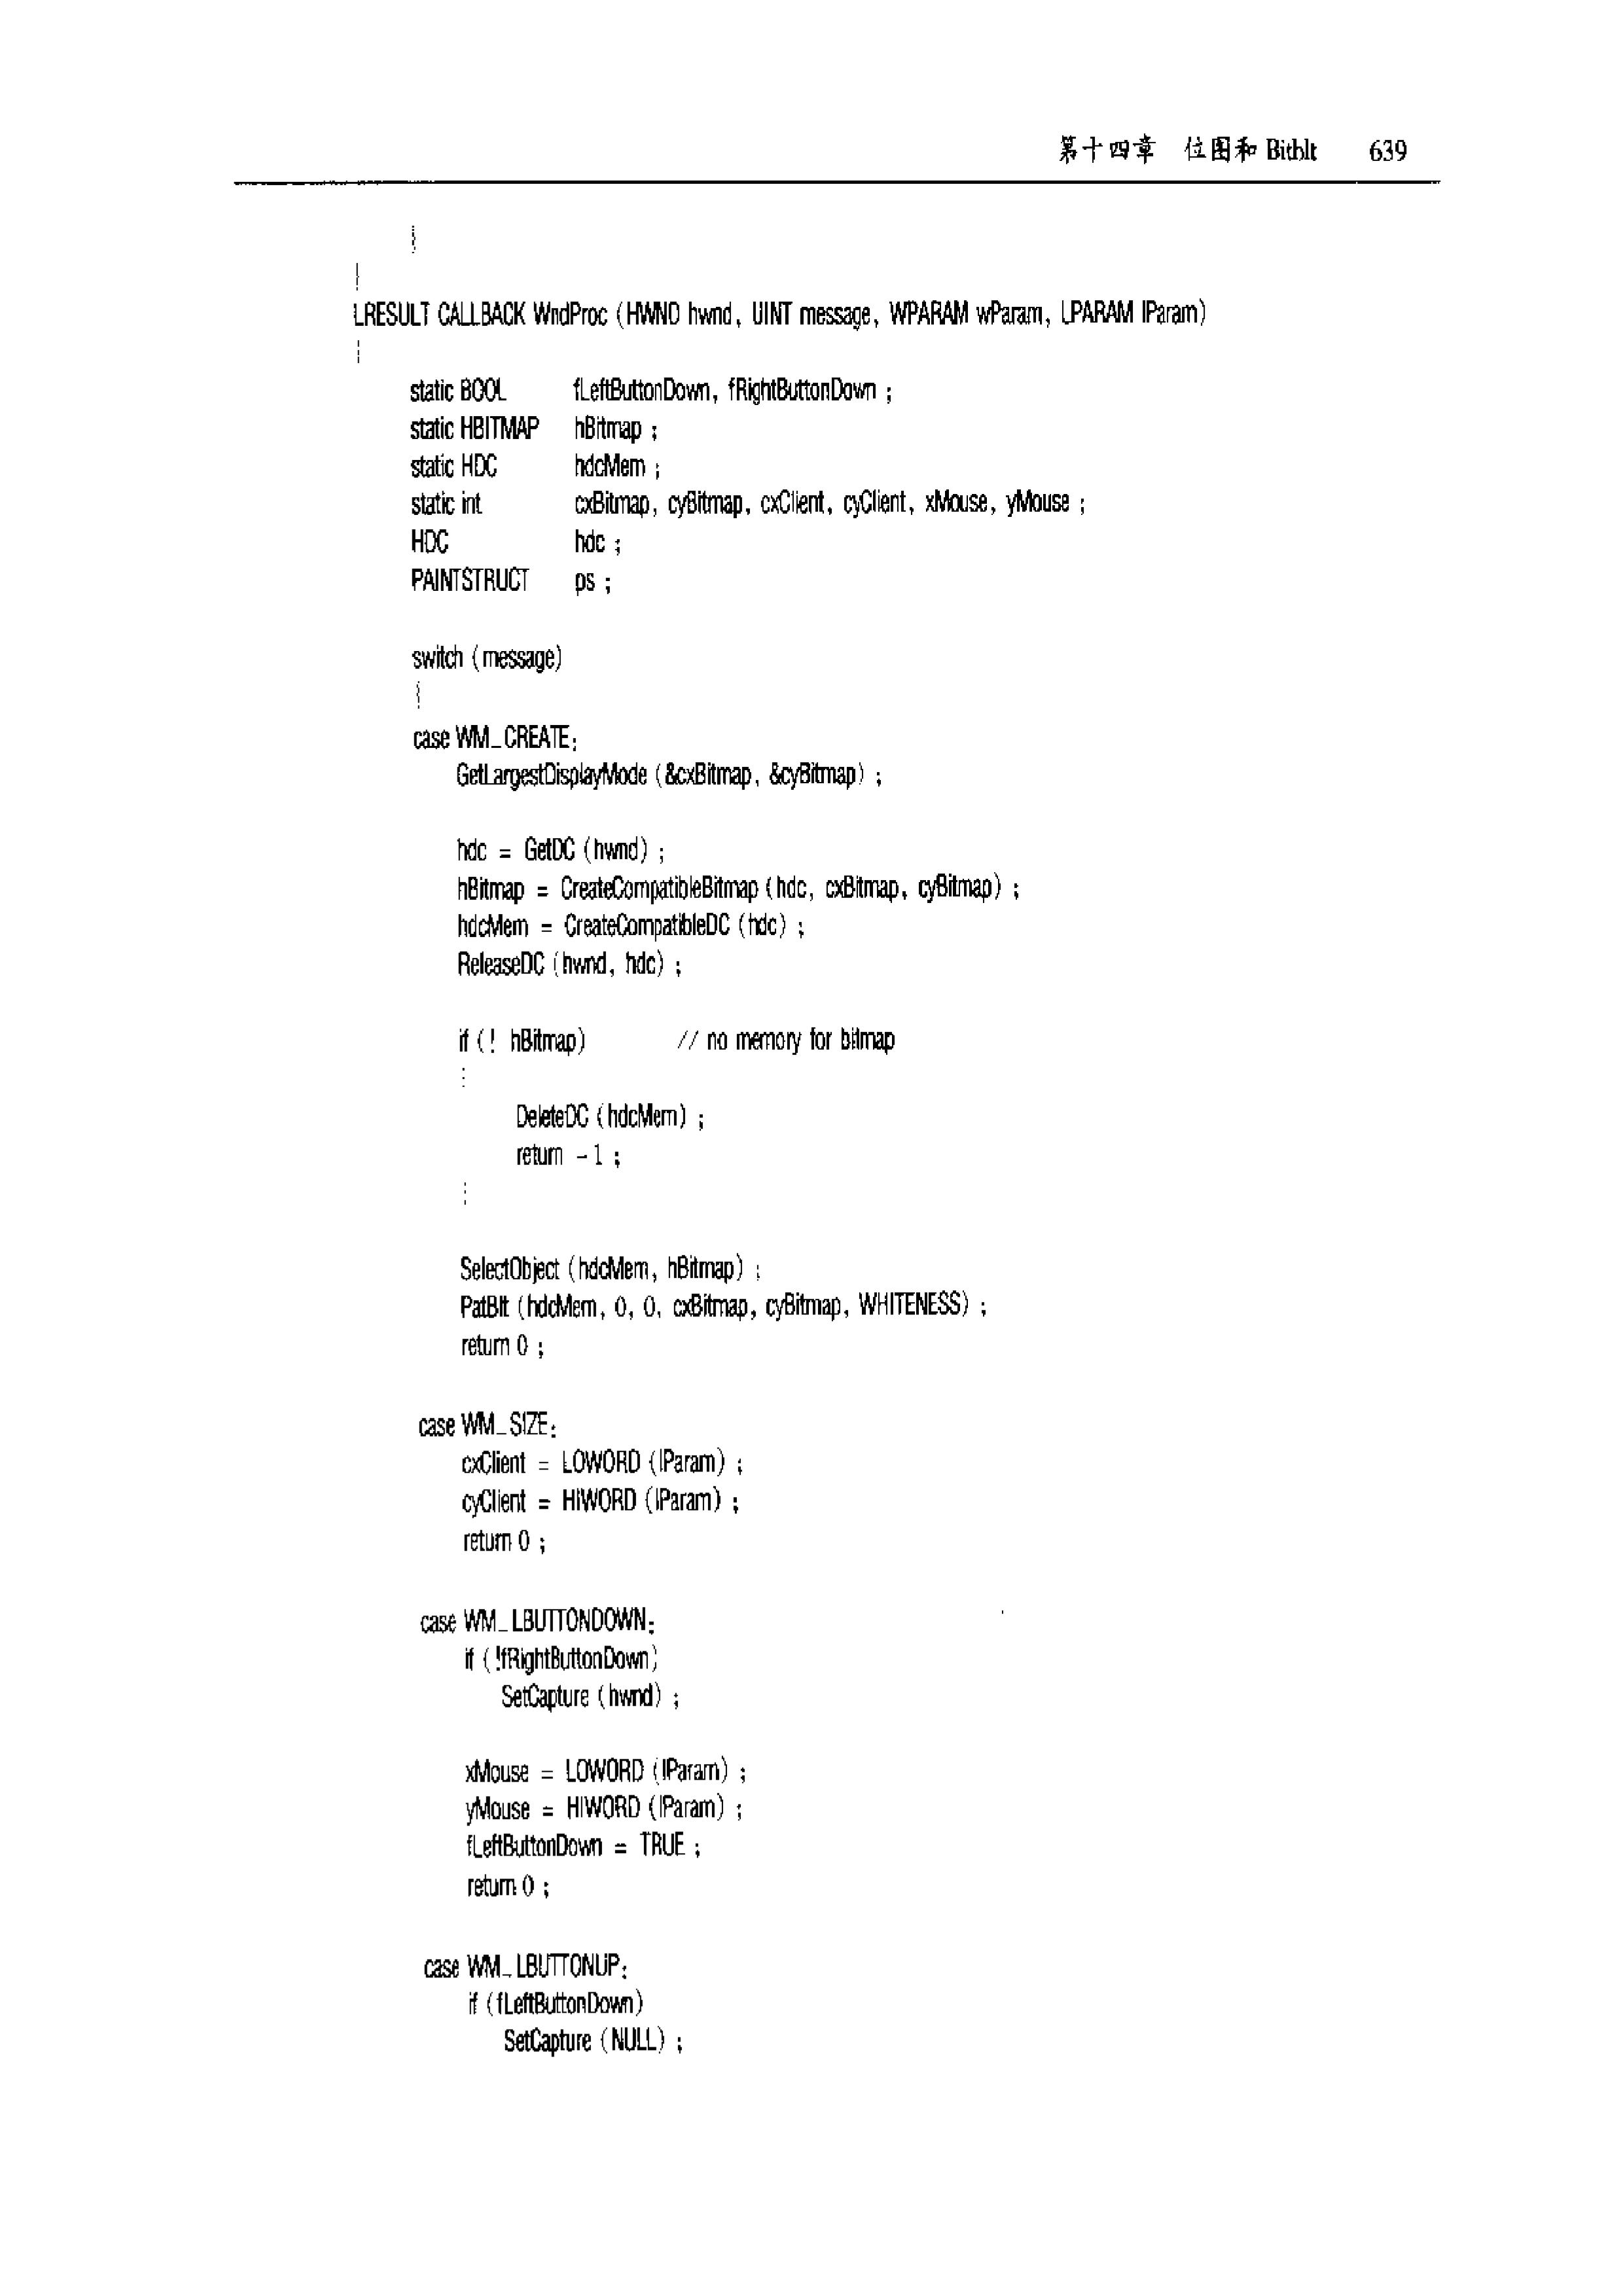 第十四章 位图和 Bitblt 639
}
}
LRESULT CALLBACK WndProc (HWND hwnd, UINT message, WPARAM wParam, LPARAM lParam)
{
static BOOL fLeftButtonDown, fRightButtonDown ;
static HBITMAP hBitmap ;
static HDC hdcMem ;
static int cxBitmap, cyBitmap, cxClient, cyClient, xMouse, yMouse ;
HDC hdc ;
PAINTSTRUCT ps ;
switch (message)
{
case WM_CREATE:
GetLargestDisplayMode (&cxBitmap, &cyBitmap) ;
hdc = GetDC (hwnd) ;
hBitmap = CreateCompatibleBitmap (hdc, cxBitmap, cyBitmap) ;
hdcMem = CreateCompatibleDC (hdc) ;
ReleaseDC (hwnd, hdc) ;
if (! hBitmap) // no memory for bitmap
{
DeleteDC (hdcMem) ;
return -1 ;
}
SelectObject (hdcMem, hBitmap) ;
PatBlt (hdcMem, 0, 0, cxBitmap, cyBitmap, WHITENESS) ;
return 0 ;
case WM_SIZE:
cxClient = LOWORD (lParam) ;
cyClient = HIWORD (lParam) ;
return 0 ;
case WM_LBUTTONDOWN:
if (!fRightButtonDown)
SetCapture (hwnd) ;
xMouse = LOWORD (lParam) ;
yMouse = HIWORD (lParam) ;
fLeftButtonDown = TRUE ;
return 0 ;
case WM_LBUTTONUP:
if (fLeftButtonDown)
SetCapture (NULL) ;